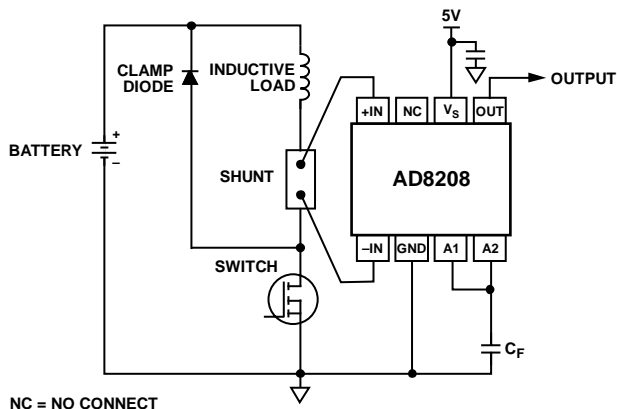 5V
CLAMP
DIODE
INDUCTIVE
LOAD
OUTPUT
+IN NC VS OUT
BATTERY
+
–
SHUNT
AD8208
–IN GND A1 A2
SWITCH
CF
NC = NO CONNECT